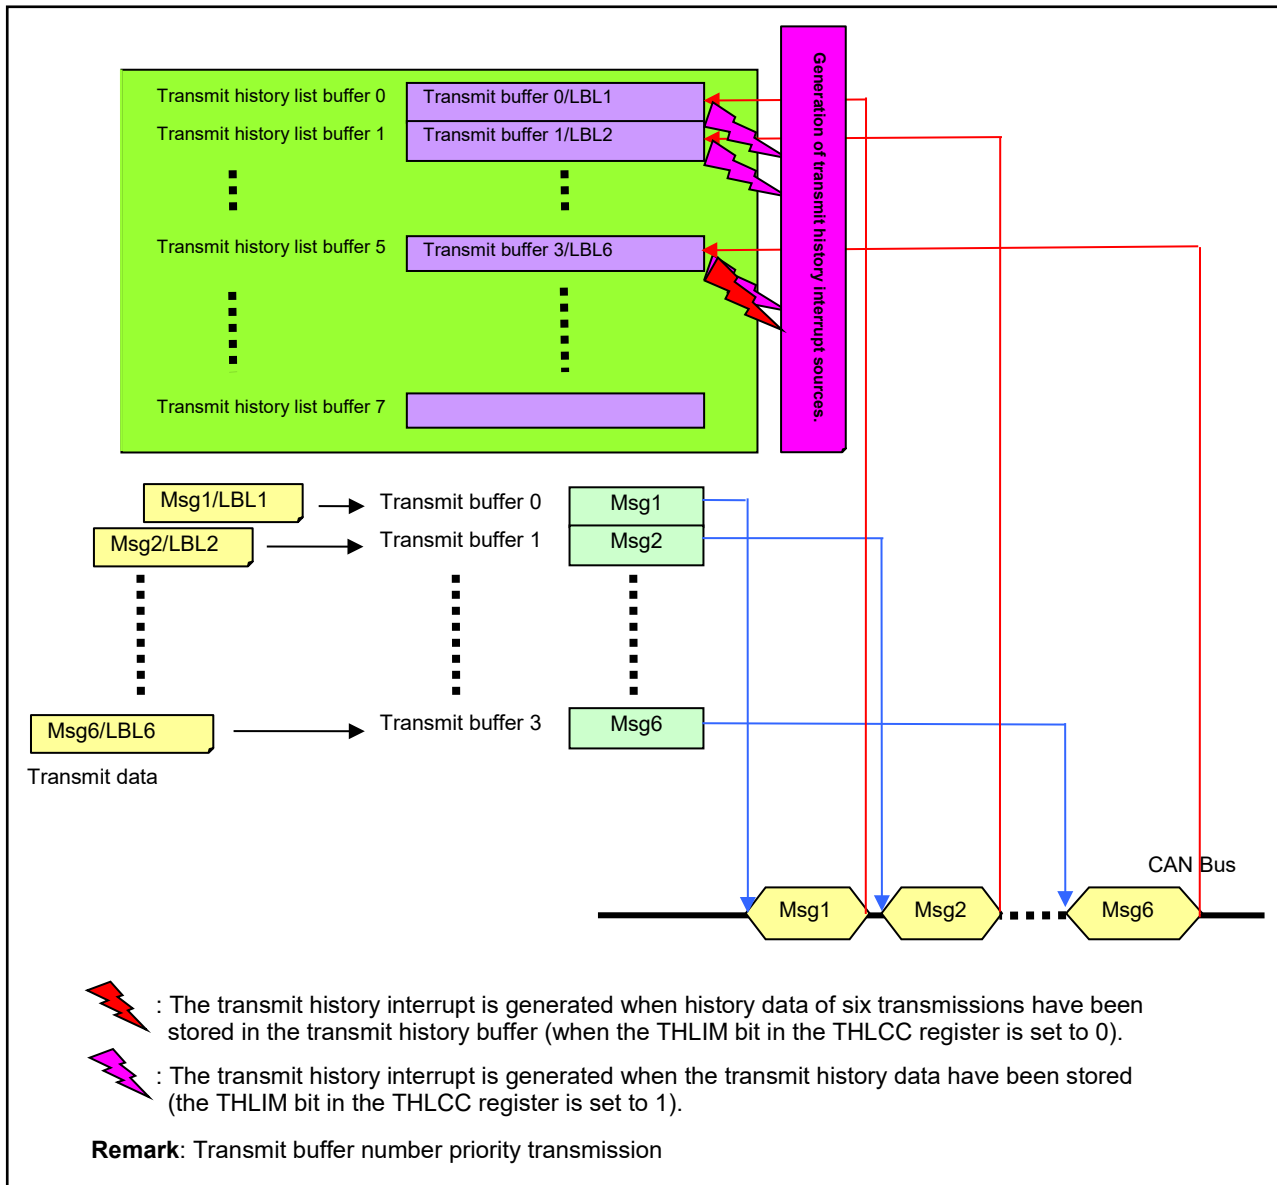 Transmit history list buffer 0
Transmit buffer 0/LBL1
Transmit history list buffer 1
Transmit buffer 1/LBL2
Transmit history list buffer 5
Transmit buffer 3/LBL6
Transmit history list buffer 7
Generation of transmit history interrupt sources.
Msg1/LBL1
Transmit buffer 0
Msg1
Msg2/LBL2
Transmit buffer 1
Msg2
Msg6/LBL6
Transmit buffer 3
Msg6
Transmit data
CAN Bus
Msg1
Msg2
Msg6
: The transmit history interrupt is generated when history data of six transmissions have been
stored in the transmit history buffer (when the THLIM bit in the THLCC register is set to 0).
: The transmit history interrupt is generated when the transmit history data have been stored
(the THLIM bit in the THLCC register is set to 1).
Remark: Transmit buffer number priority transmission